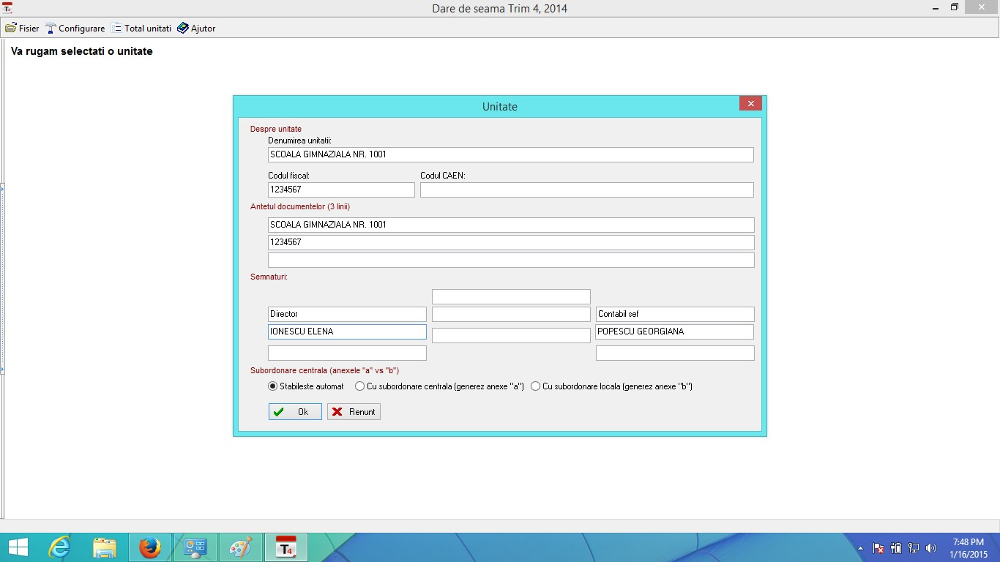 Dare de seama Trim 4, 2014
Fisier Configurare Total unitati Ajutor
Va rugam selectati o unitate
Unitate
Despre unitate
Denumirea unitatii:
SCOALA GIMNAZIALA NR. 1001
Codul fiscal: Codul CAEN:
1234567
Antetul documentelor (3 linii)
SCOALA GIMNAZIALA NR. 1001
1234567
Semnaturi:
Director Contabil sef
IONESCU ELENA POPESCU GEORGIANA
Subordonare centrala (anexele "a" vs "b")
Stabileste automat Cu subordonare centrala (generez anexe "a") Cu subordonare locala (generez anexe "b")
Ok Renunt
T4
7:48 PM
1/16/2015